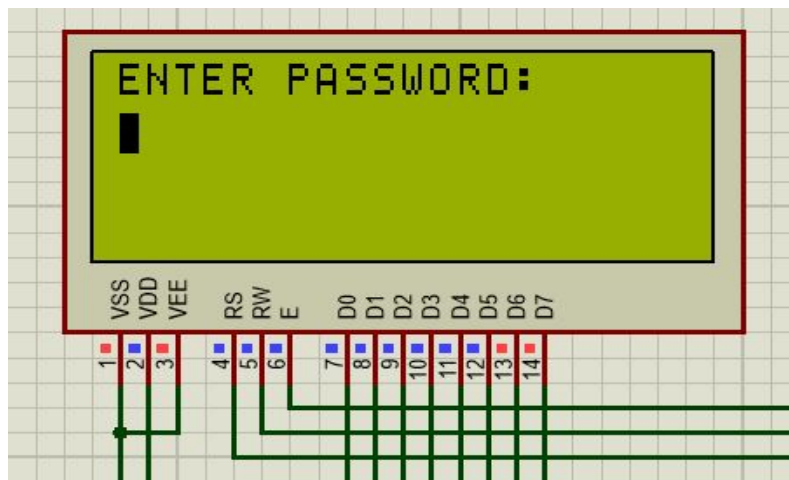 ENTER PASSWORD:
VSS VDD VEE RS RW E D0 D1 D2 D3 D4 D5 D6 D7
1 2 3 4 5 6 7 8 9 10 11 12 13 14